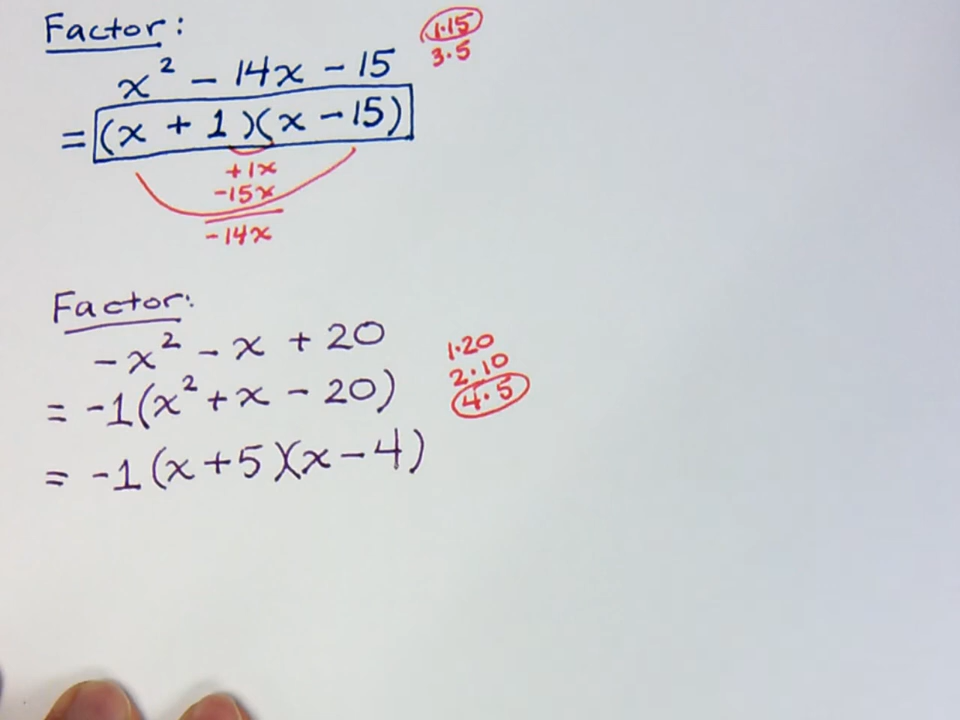 Factor:
x² - 14x - 15
= (x + 1)(x - 15)
1·15
3·5
+1x
-15x
-14x
Factor:
-x² - x + 20
= -1(x² + x - 20)
= -1(x + 5)(x - 4)
1·20
2·10
4·5